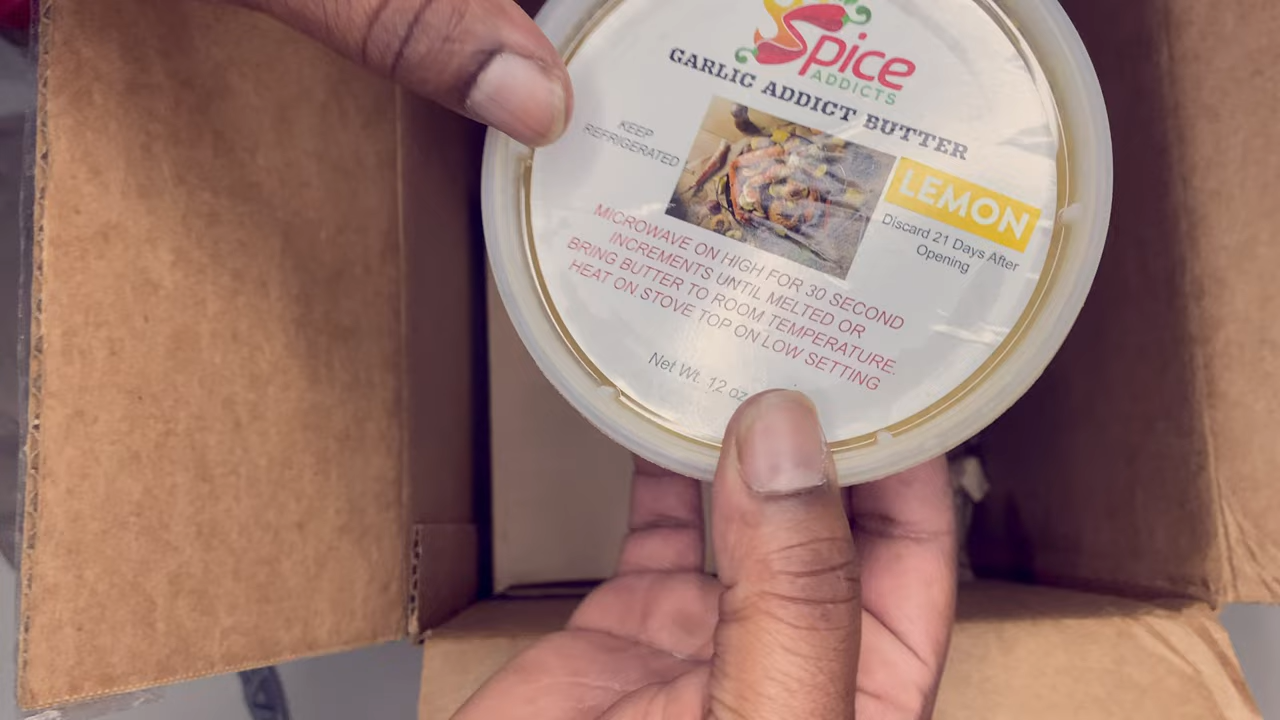 Spice
ADDICTS
GARLIC ADDICT BUTTER
KEEP
REFRIGERATED
LEMON
Discard 21 Days After
Opening
MICROWAVE ON HIGH FOR 30 SECOND
INCREMENTS UNTIL MELTED OR
BRING BUTTER TO ROOM TEMPERATURE.
HEAT ON STOVE TOP ON LOW SETTING
Net Wt. 12 oz